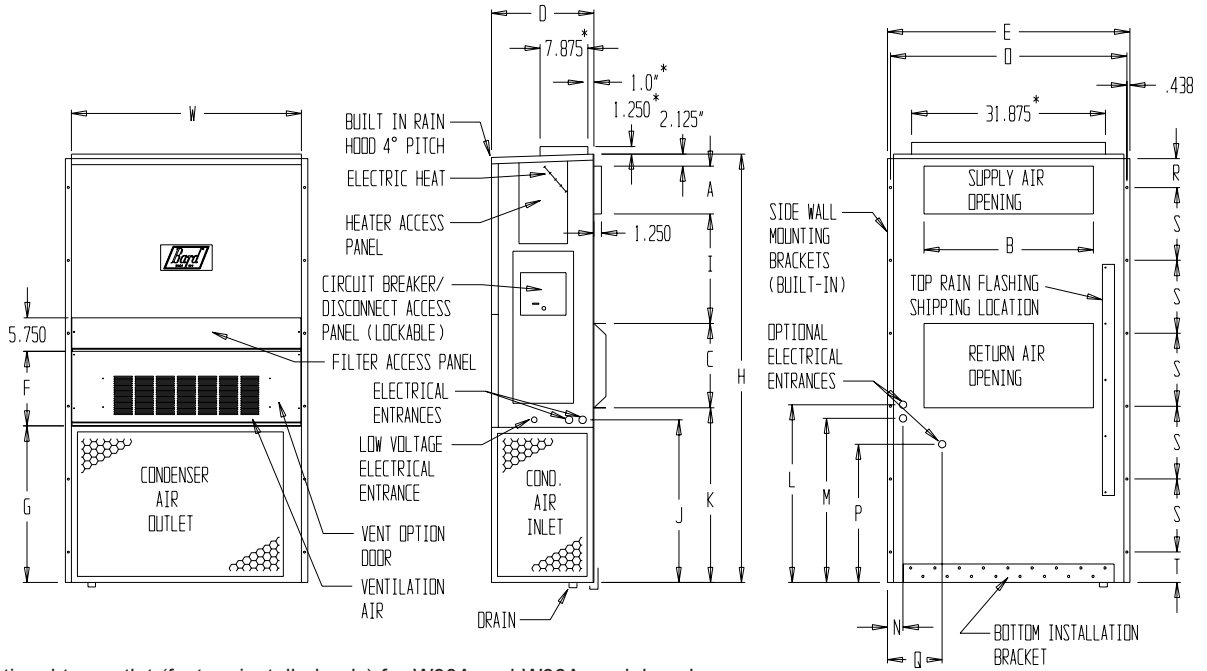 W
5.750
F
G
Bard
CONDENSER
AIR
OUTLET
D
7.875*
1.0"*
1.250*
2.125"
BUILT IN RAIN
HOOD 4° PITCH
ELECTRIC HEAT
HEATER ACCESS
PANEL
CIRCUIT BREAKER/
DISCONNECT ACCESS
PANEL (LOCKABLE)
FILTER ACCESS PANEL
ELECTRICAL
ENTRANCES
LOW VOLTAGE
ELECTRICAL
ENTRANCE
VENT OPTION
DOOR
VENTILATION
AIR
COND.
AIR
INLET
DRAIN
A
1.250
I
C
H
J
K
E
O
.438
31.875*
SUPPLY AIR
OPENING
B
SIDE WALL
MOUNTING
BRACKETS
(BUILT-IN)
TOP RAIN FLASHING
SHIPPING LOCATION
OPTIONAL
ELECTRICAL
ENTRANCES
RETURN AIR
OPENING
R
S
S
S
S
S
T
L
M
P
N
Q
BOTTOM INSTALLATION
BRACKET